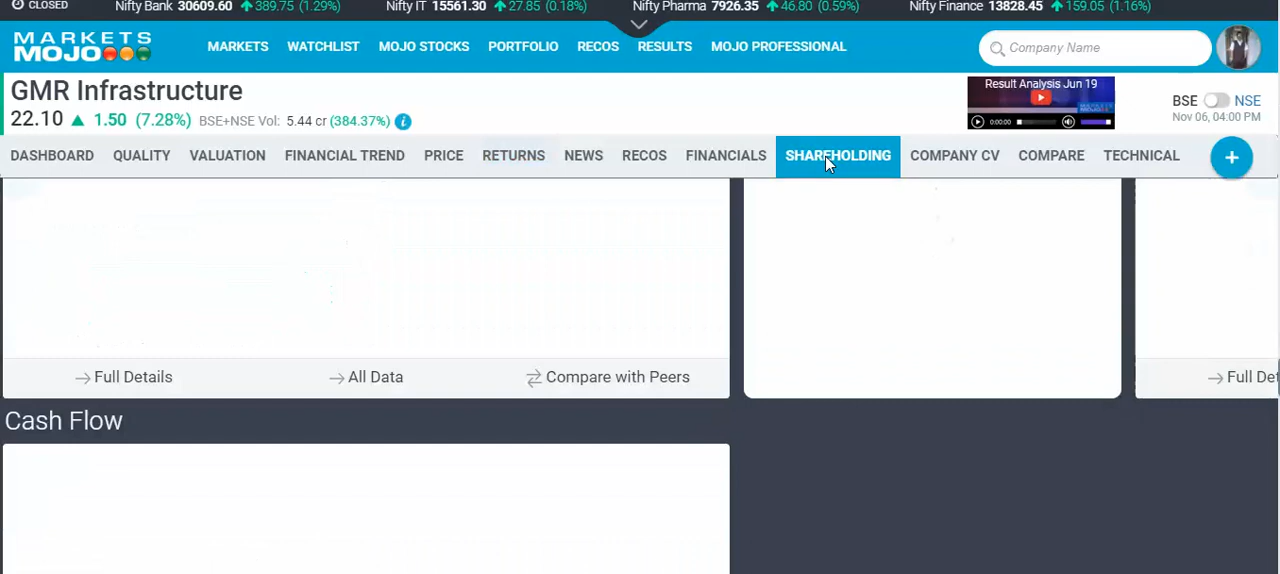 CLOSED Nifty Bank 30609.60 389.75 (1.29%) Nifty IT 15561.30 27.85 (0.18%) Nifty Pharma 7926.35 46.80 (0.59%) Nifty Finance 13828.45 159.05 (1.16%)
MARKETS MOJO
MARKETS WATCHLIST MOJO STOCKS PORTFOLIO RECOS RESULTS MOJO PROFESSIONAL
Company Name
GMR Infrastructure
22.10 1.50 (7.28%) BSE+NSE Vol: 5.44 cr (384.37%)
Result Analysis Jun 19
0:00:00
BSE NSE
Nov 06, 04:00 PM
DASHBOARD QUALITY VALUATION FINANCIAL TREND PRICE RETURNS NEWS RECOS FINANCIALS SHAREHOLDING COMPANY CV COMPARE TECHNICAL
Full Details All Data Compare with Peers Full Det
Cash Flow